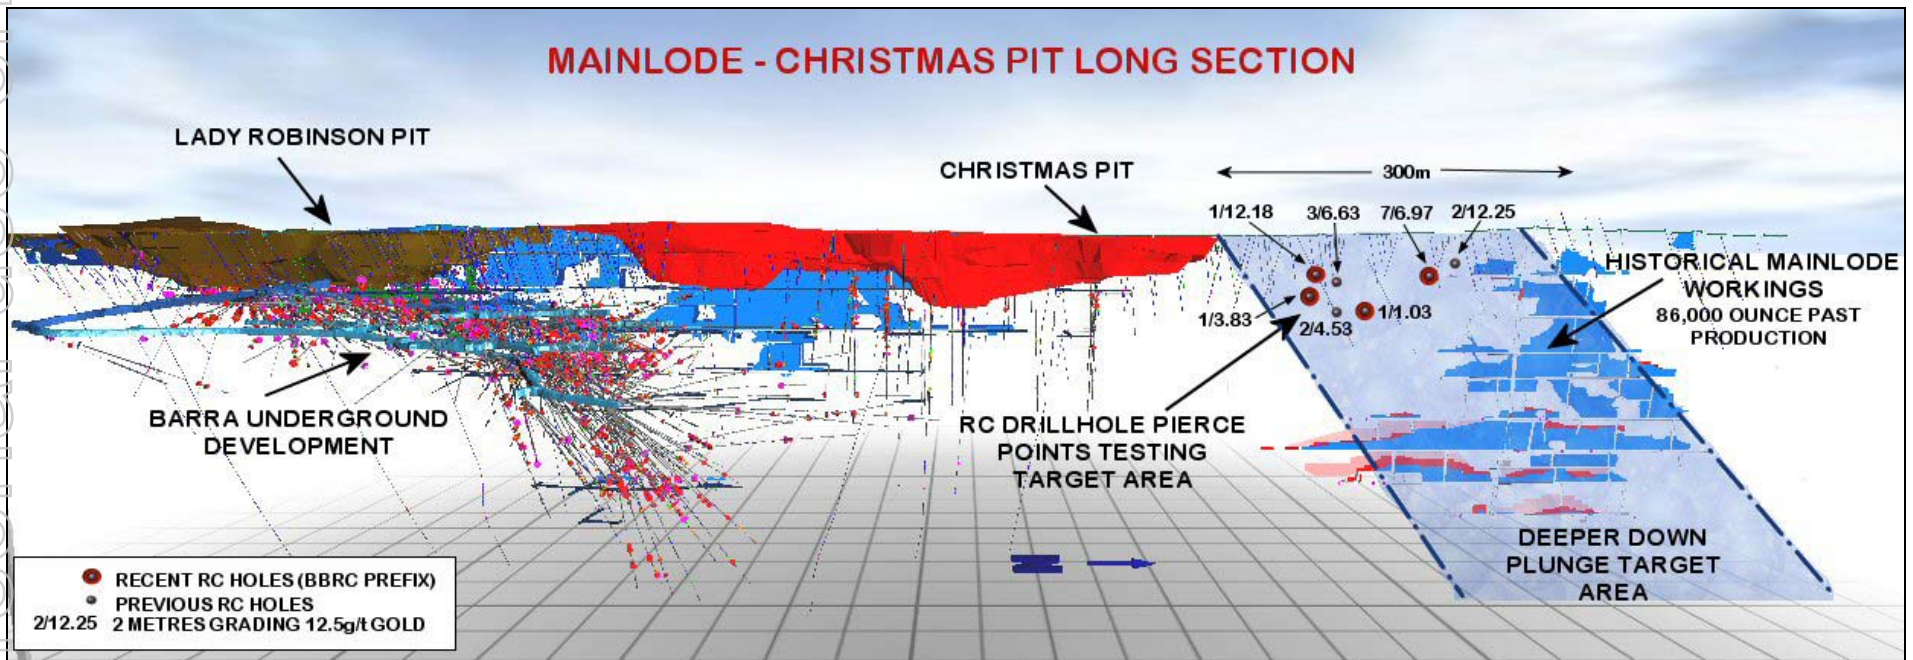 MAINLODE - CHRISTMAS PIT LONG SECTION
LADY ROBINSON PIT
CHRISTMAS PIT
300m
1/12.18
3/6.63
7/6.97
2/12.25
HISTORICAL MAINLODE
WORKINGS
86,000 OUNCE PAST
PRODUCTION
1/3.83
2/4.53
1/1.03
BARRA UNDERGROUND
DEVELOPMENT
RC DRILLHOLE PIERCE
POINTS TESTING
TARGET AREA
DEEPER DOWN
PLUNGE TARGET
AREA
RECENT RC HOLES (BBRC PREFIX)
PREVIOUS RC HOLES
2/12.25 2 METRES GRADING 12.5g/t GOLD